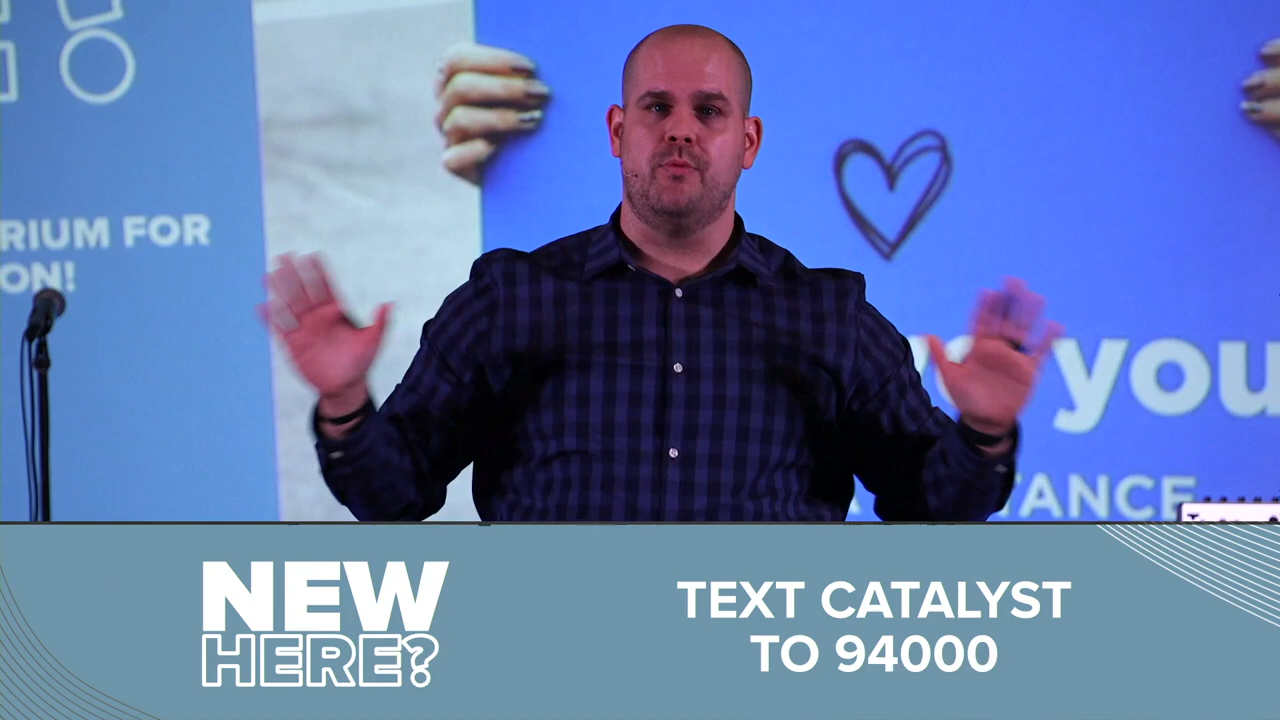 RIUM FOR
ON!
you
TANCE
NEW
HERE?
TEXT CATALYST
TO 94000